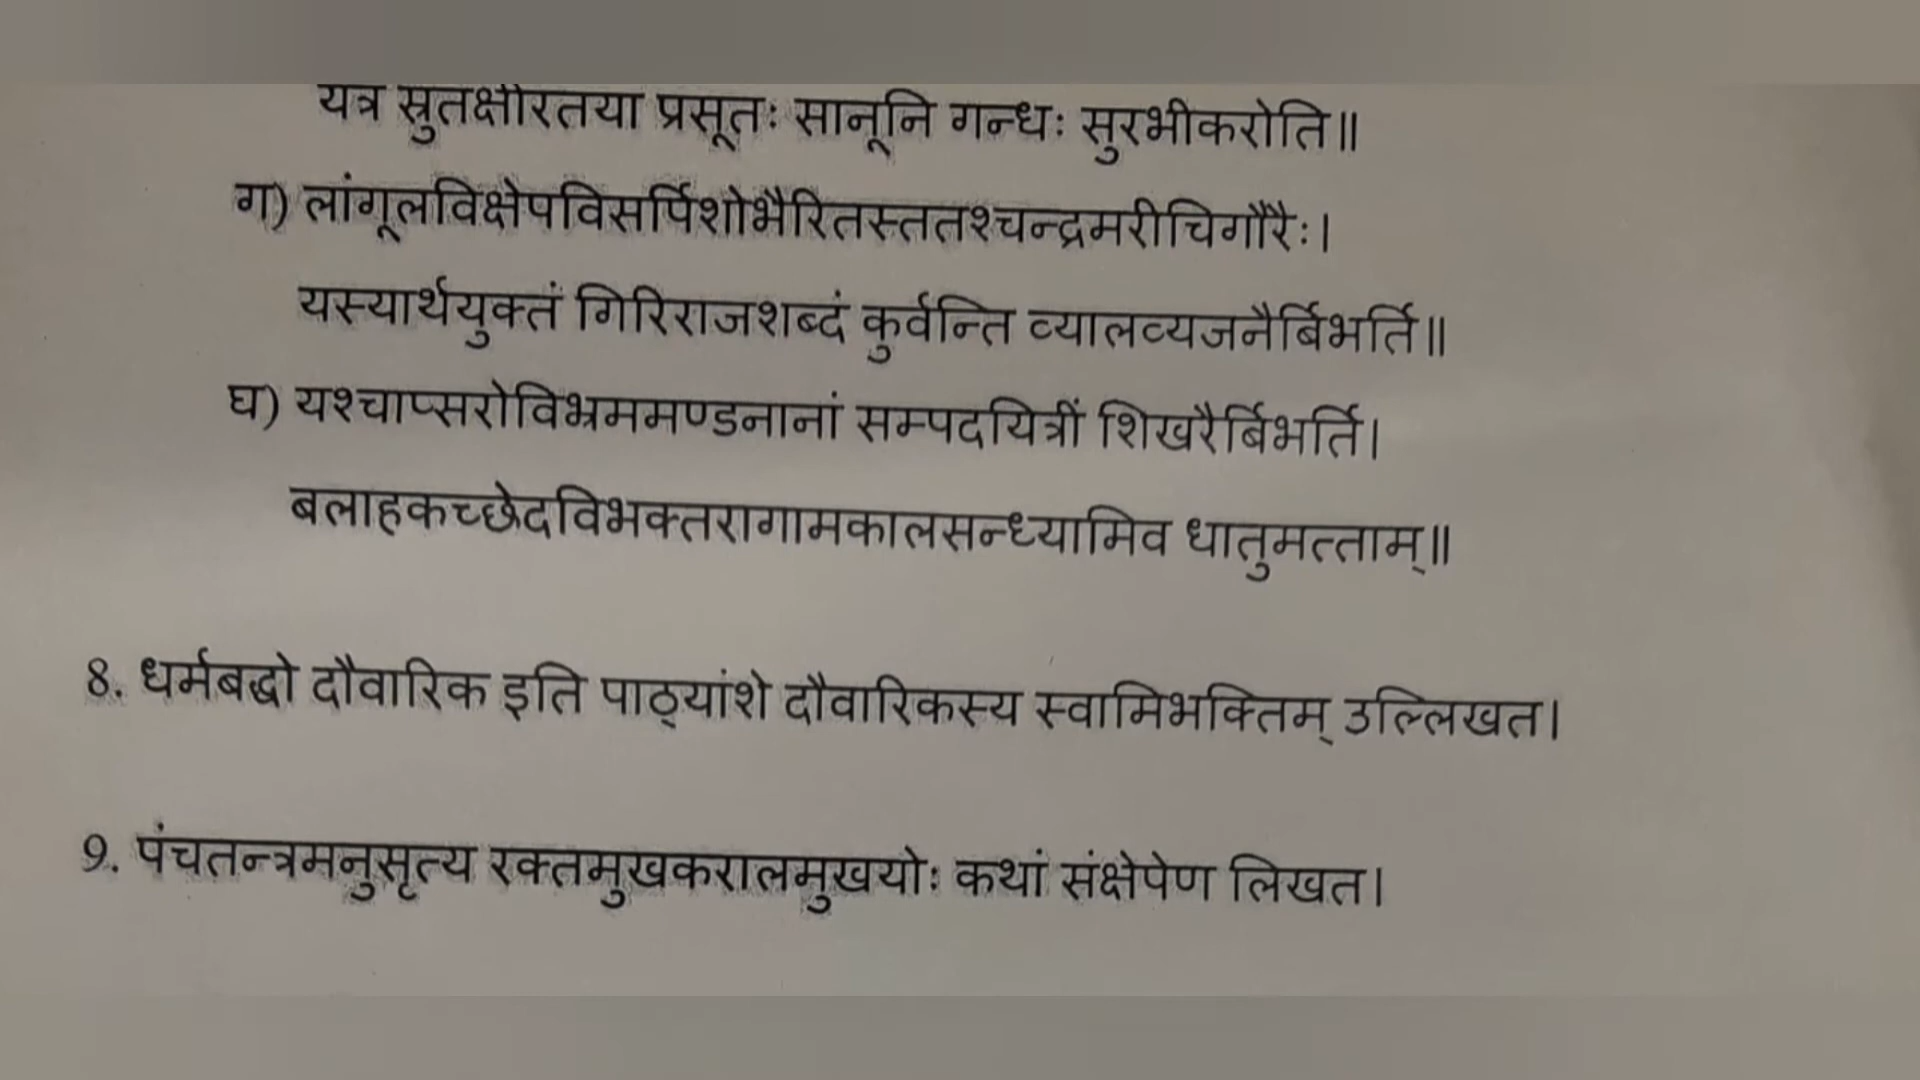 यत्र स्रुतक्षीरतया प्रसूतः सानूनि गन्धः सुरभीकरोति॥
ग) लांगूलविक्षेपविसर्पिशोभैरितस्ततश्चन्द्रमरीचिगौरैः।
यस्यार्थयुक्तं गिरिराजशब्दं कुर्वन्ति व्यालव्यजनैर्बिभर्ति॥
घ) यश्चाप्सरोविभ्रममण्डनानां सम्पदयित्रीं शिखरैर्बिभर्ति।
बलाहकच्छेदविभक्तरागामकालसन्ध्यामिव धातुमत्ताम्॥
8. धर्मबद्धो दौवारिक इति पाठ्यांशे दौवारिकस्य स्वामिभक्तिम् उल्लिखत।
9. पंचतन्त्रमनुसृत्य रक्तमुखकरालमुखयोः कथां संक्षेपेण लिखत।